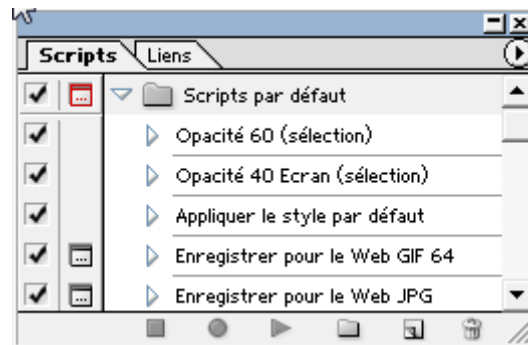 Scripts Liens
Scripts par défaut
Opacité 60 (sélection)
Opacité 40 Ecran (sélection)
Appliquer le style par défaut
Enregistrer pour le Web GIF 64
Enregistrer pour le Web JPG